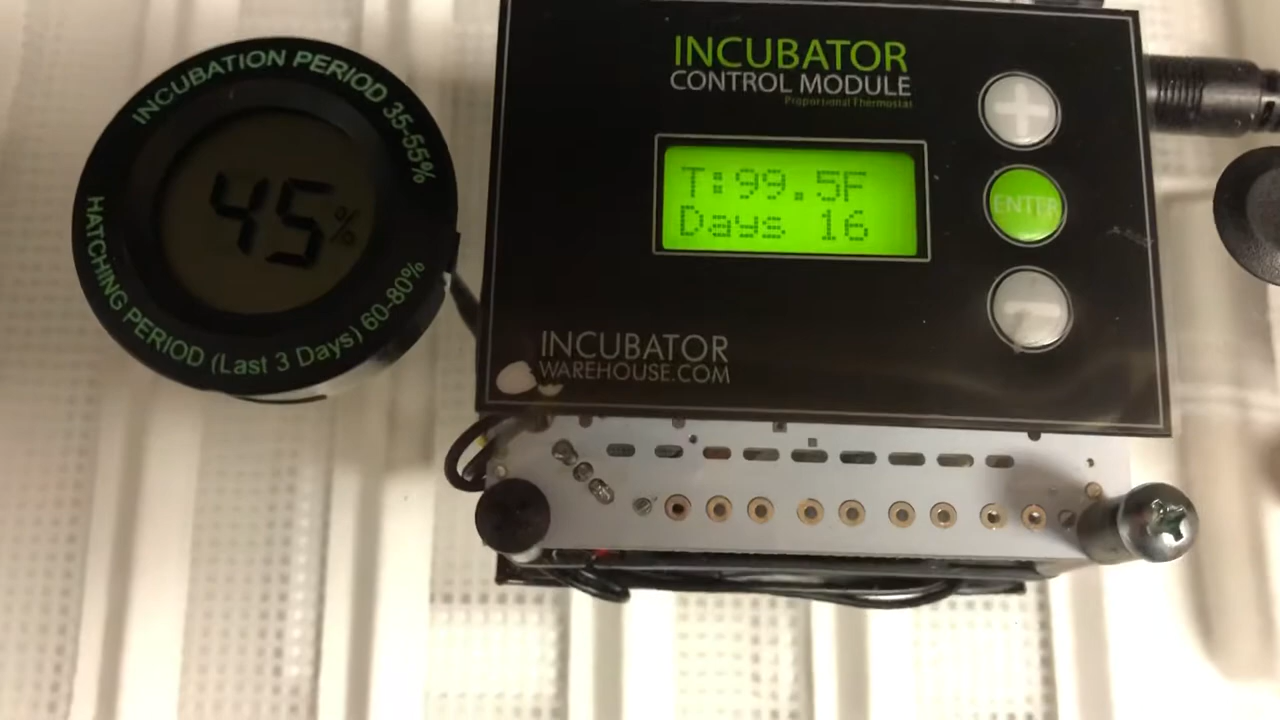 INCUBATION PERIOD 35-55%
45%
HATCHING PERIOD (Last 3 Days) 60-80%
INCUBATOR
CONTROL MODULE
Proportional Thermostat
T:99.5F
Days 16
+
ENTER
-
INCUBATOR
WAREHOUSE.COM